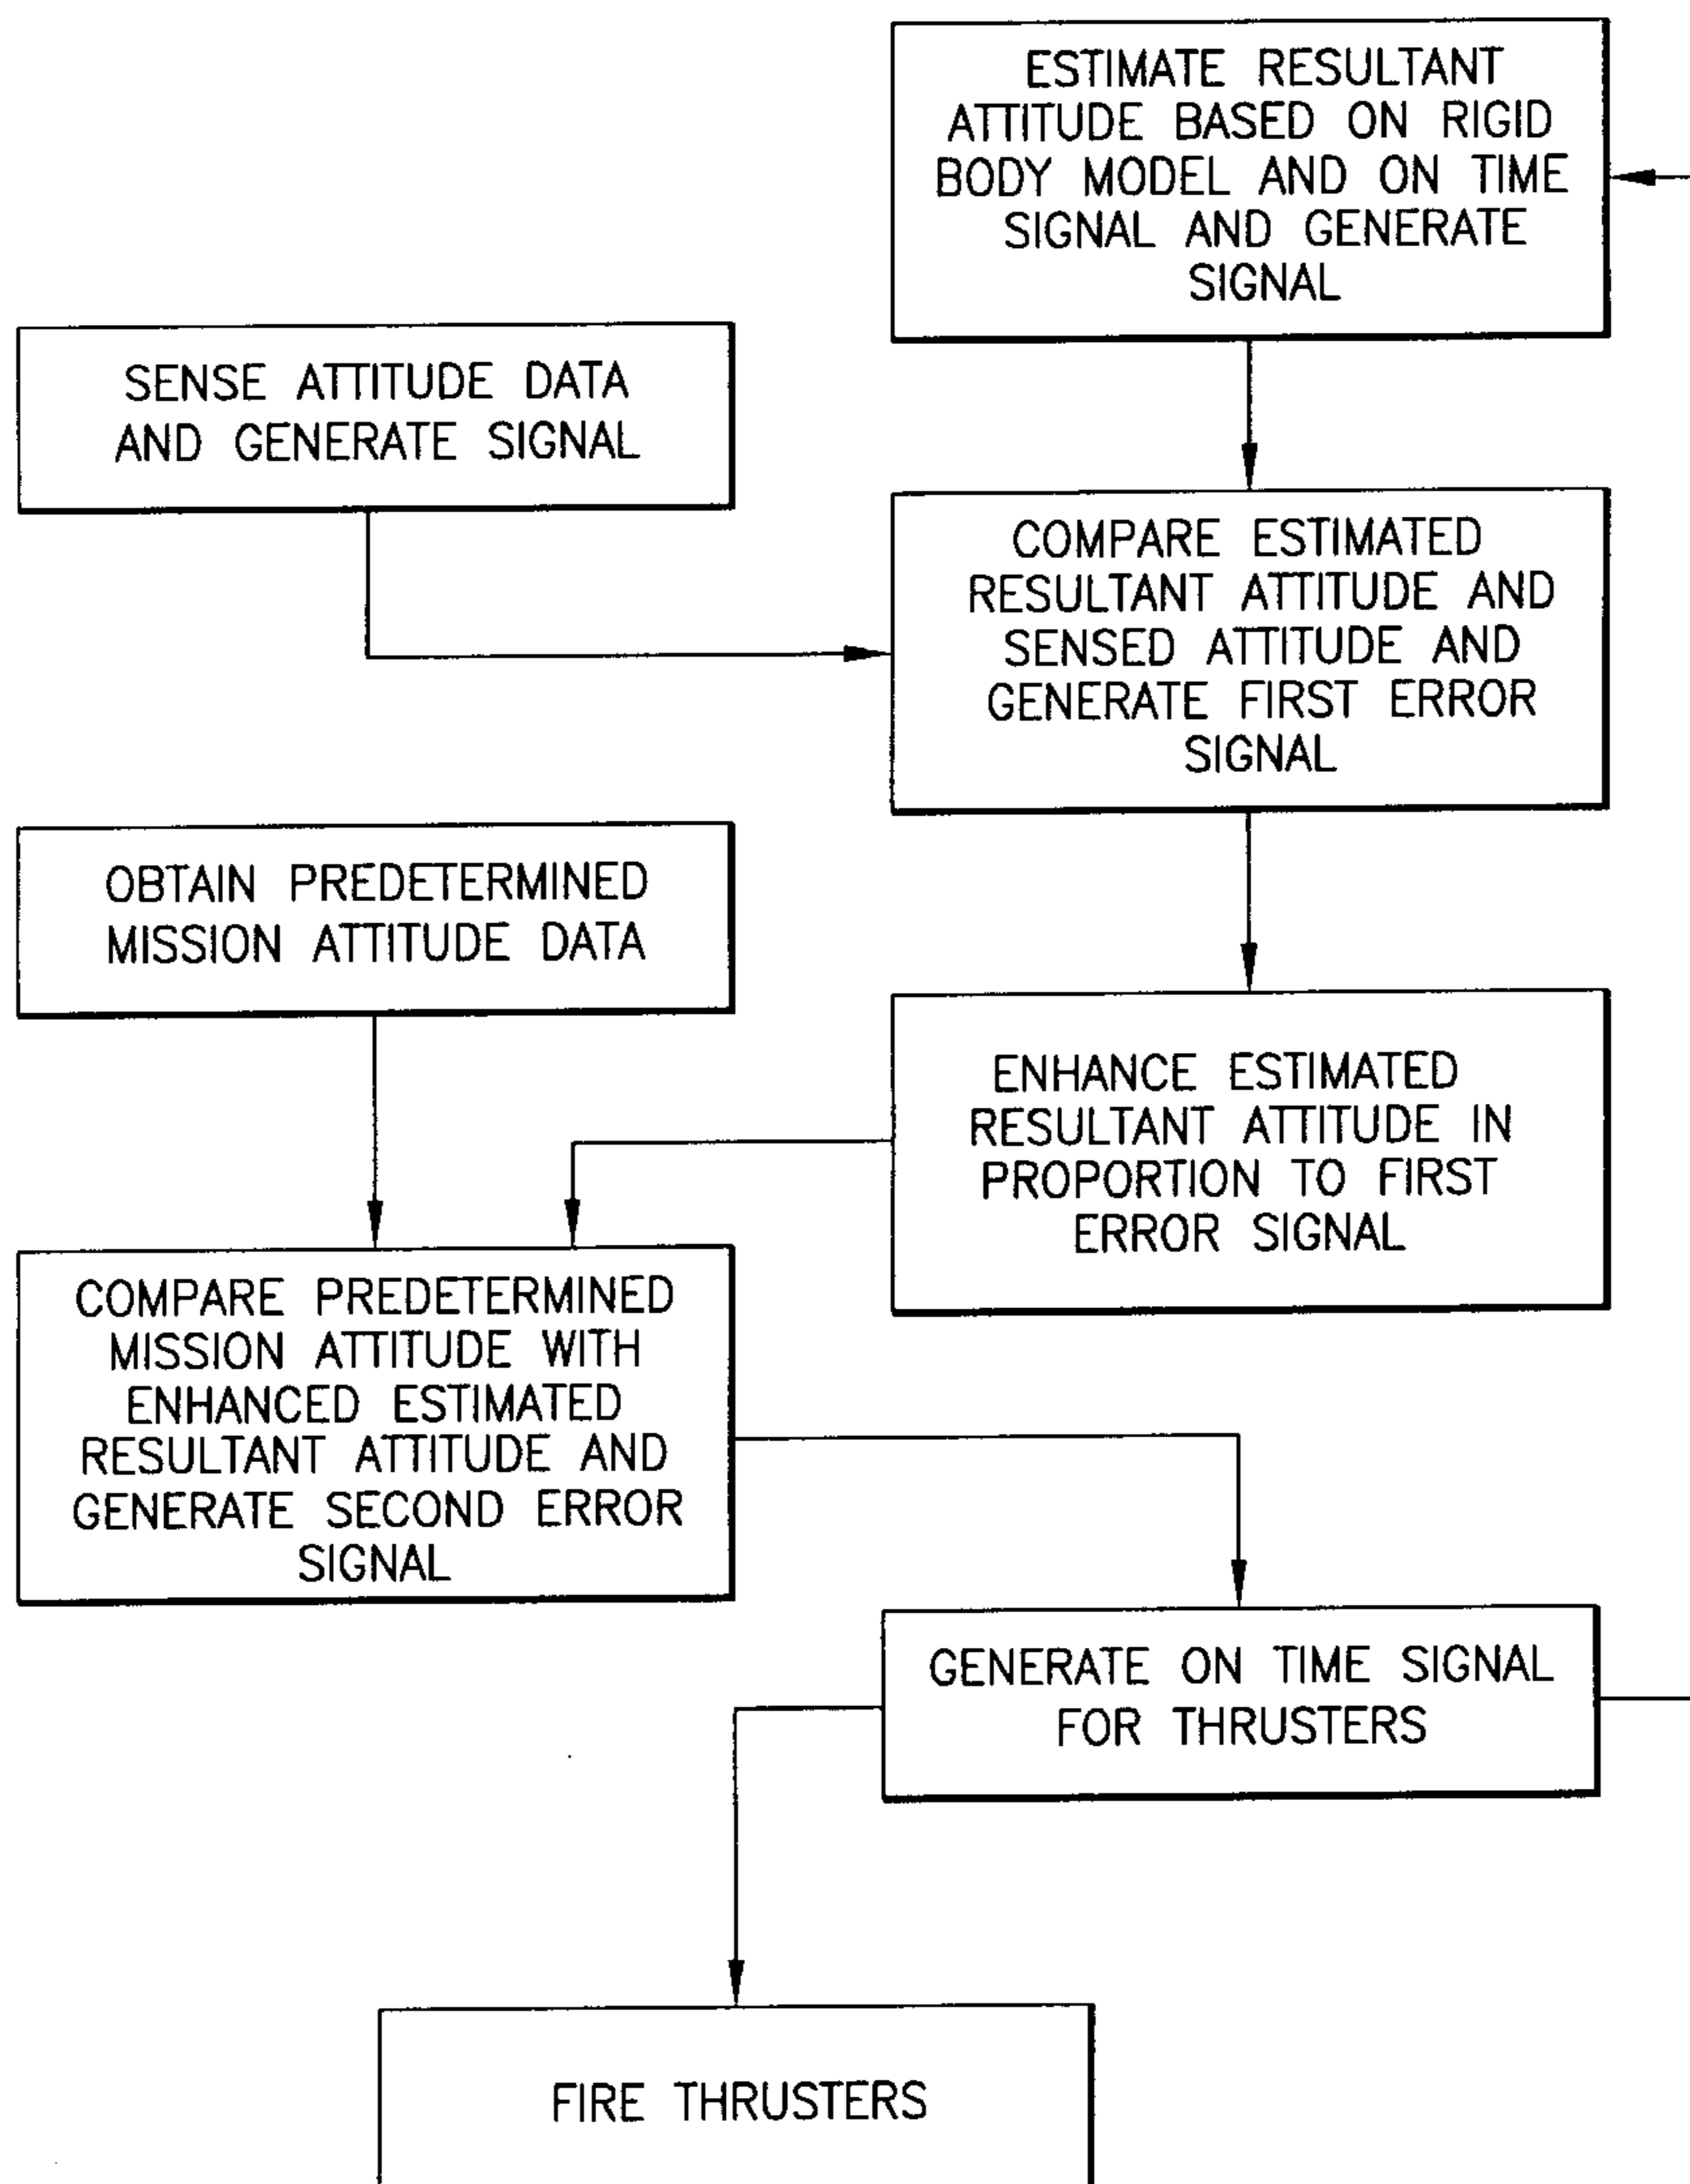 ESTIMATE RESULTANT
ATTITUDE BASED ON RIGID
BODY MODEL AND ON TIME
SIGNAL AND GENERATE
SIGNAL
SENSE ATTITUDE DATA
AND GENERATE SIGNAL
COMPARE ESTIMATED
RESULTANT ATTITUDE AND
SENSED ATTITUDE AND
GENERATE FIRST ERROR
SIGNAL
OBTAIN PREDETERMINED
MISSION ATTITUDE DATA
ENHANCE ESTIMATED
RESULTANT ATTITUDE IN
PROPORTION TO FIRST
ERROR SIGNAL
COMPARE PREDETERMINED
MISSION ATTITUDE WITH
ENHANCED ESTIMATED
RESULTANT ATTITUDE AND
GENERATE SECOND ERROR
SIGNAL
GENERATE ON TIME SIGNAL
FOR THRUSTERS
FIRE THRUSTERS